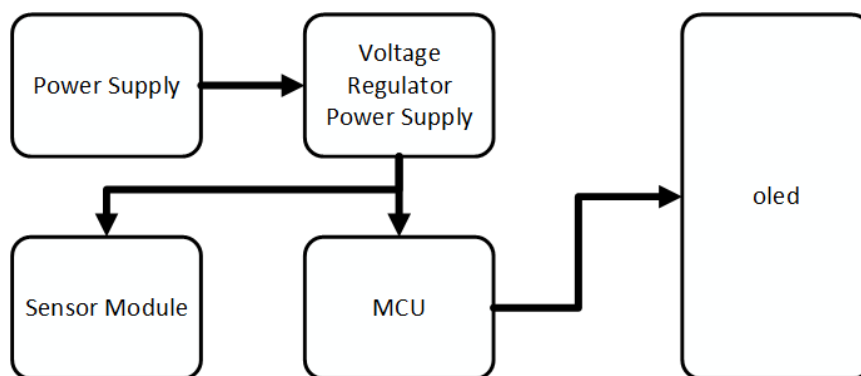 Power Supply
Voltage
Regulator
Power Supply
oled
Sensor Module
MCU